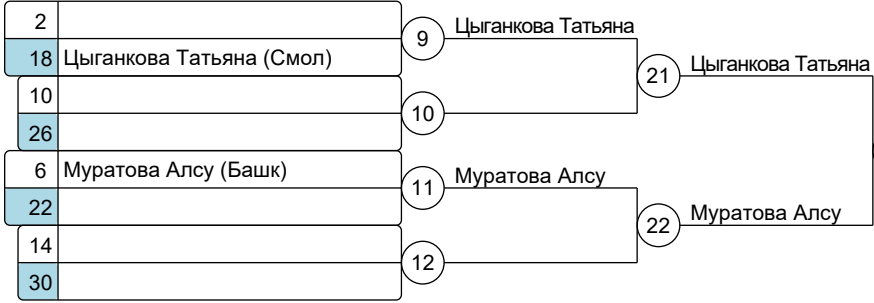 2
9 Цыганкова Татьяна
18 Цыганкова Татьяна (Смол)
21 Цыганкова Татьяна
10
10
26
6 Муратова Алсу (Башк)
11 Муратова Алсу
22
22 Муратова Алсу
14
12
30